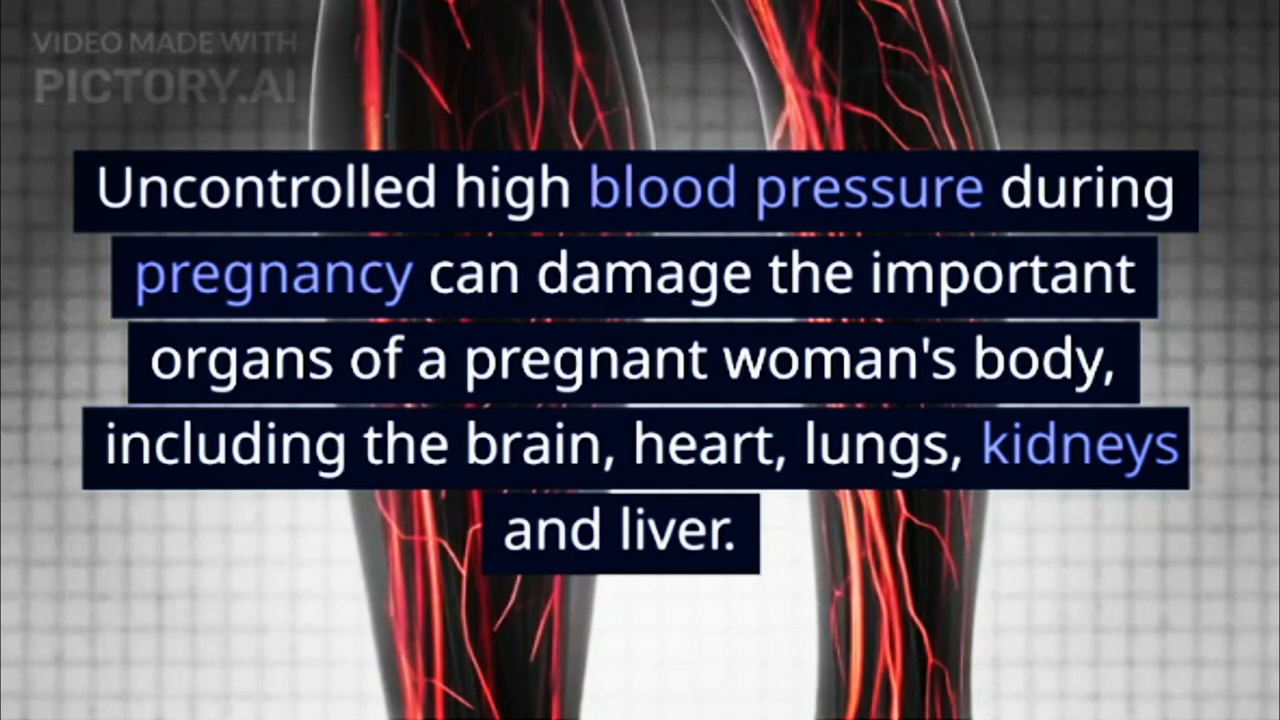 VIDEO MADE WITH
PICTORY.AI
Uncontrolled high blood pressure during
pregnancy can damage the important
organs of a pregnant woman's body,
including the brain, heart, lungs, kidneys
and liver.